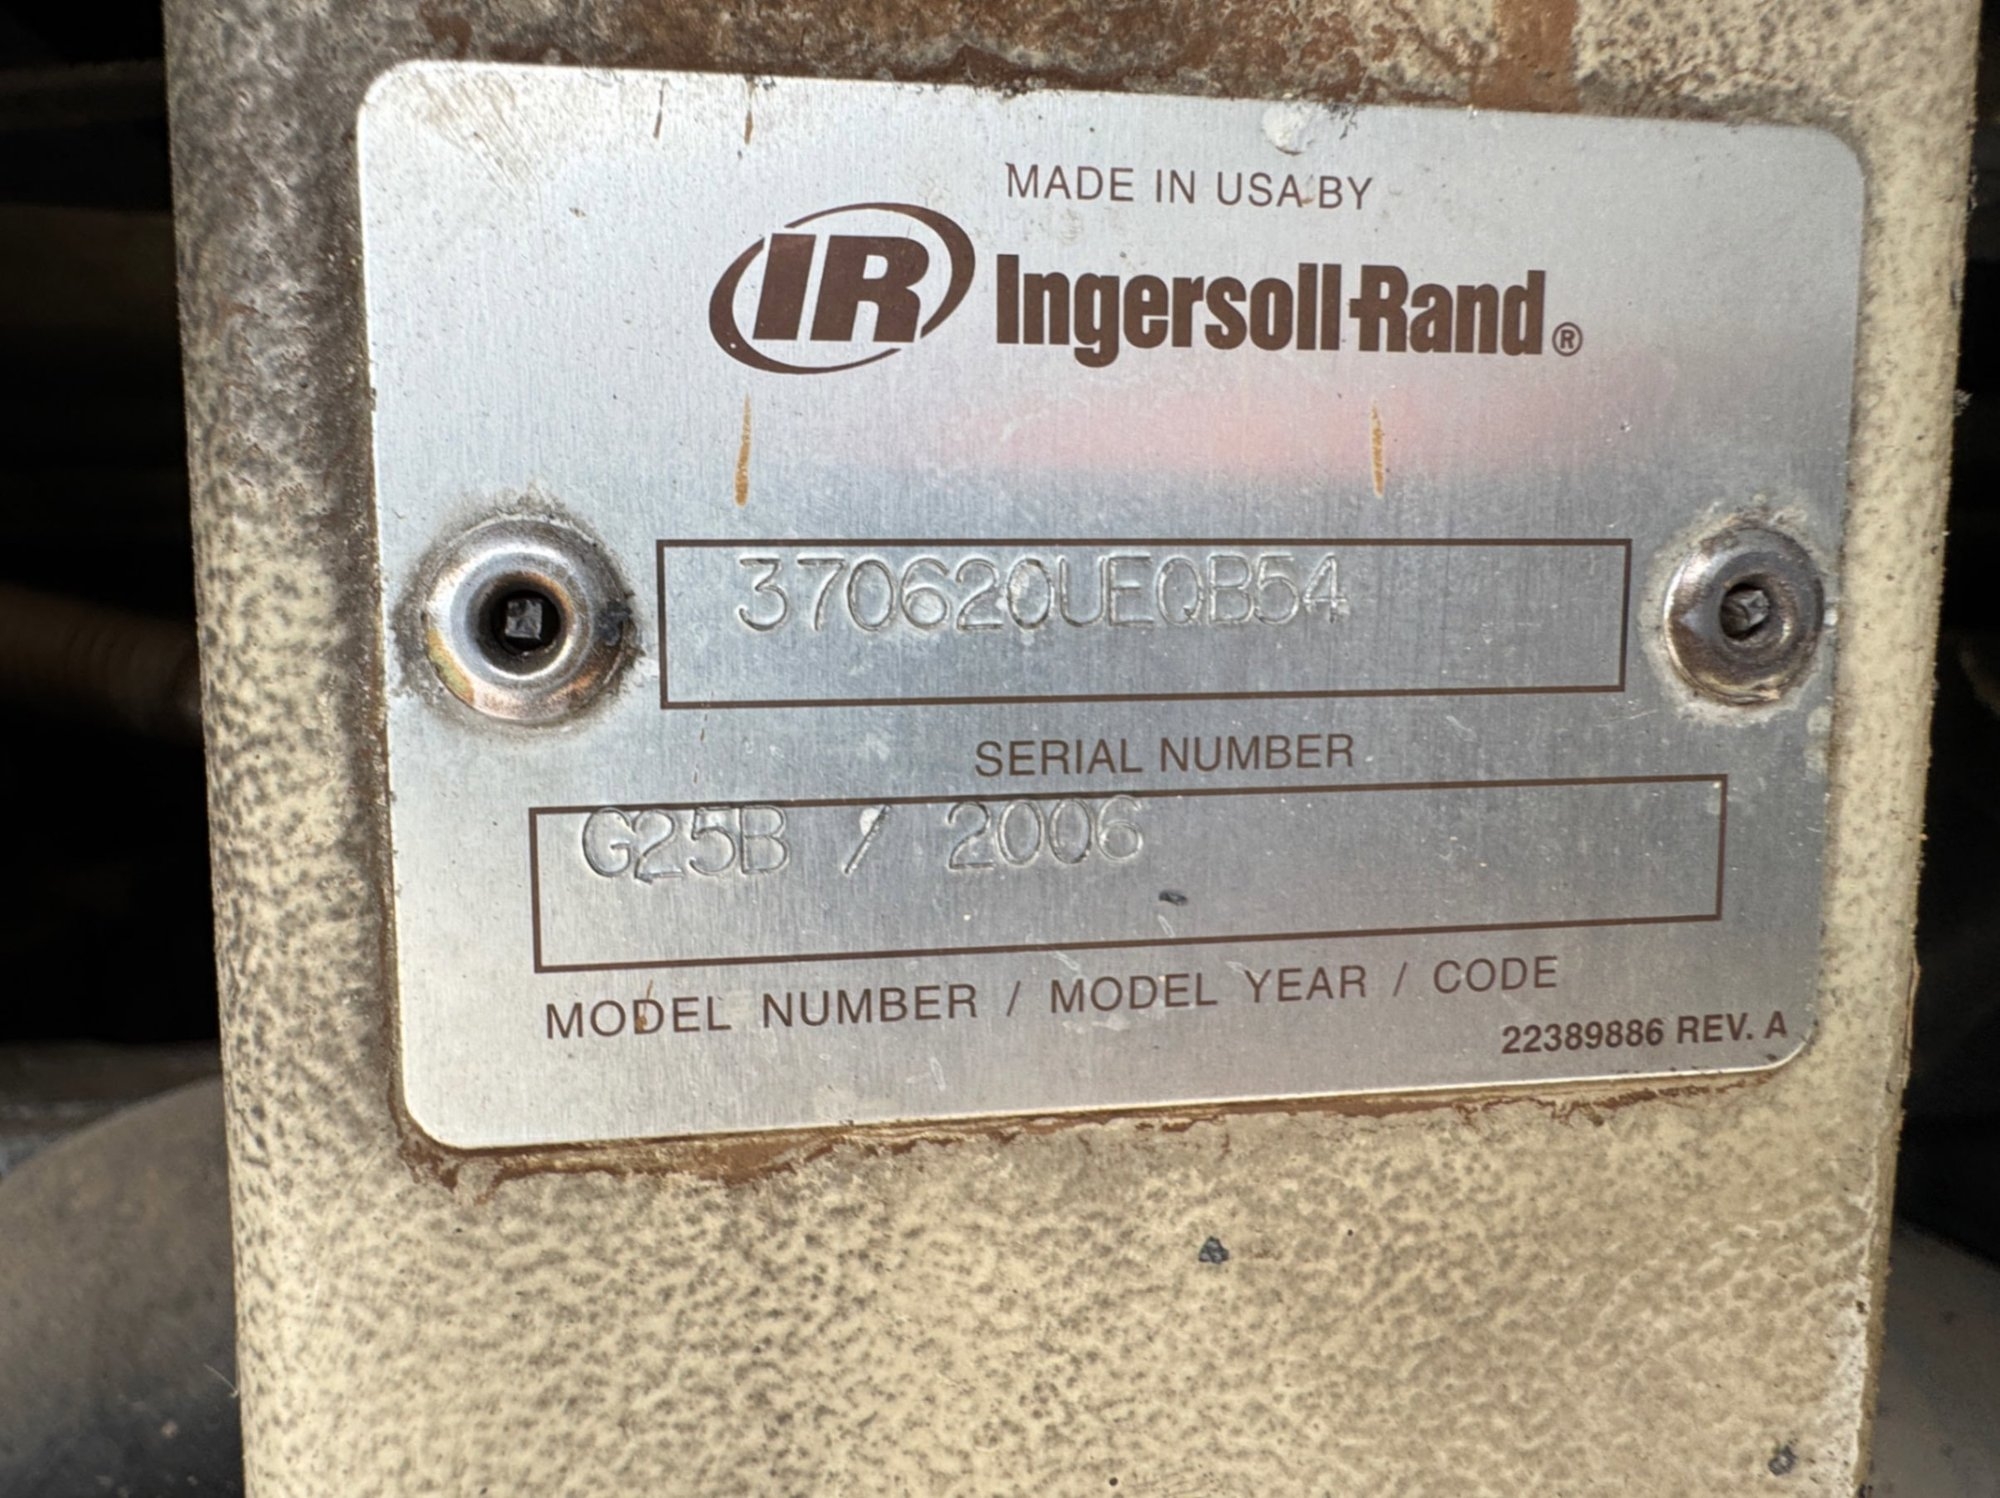 MADE IN USA BY
IR Ingersoll-Rand®
370620UEQB54
SERIAL NUMBER
G25B / 2006
MODEL NUMBER / MODEL YEAR / CODE
22389886 REV. A